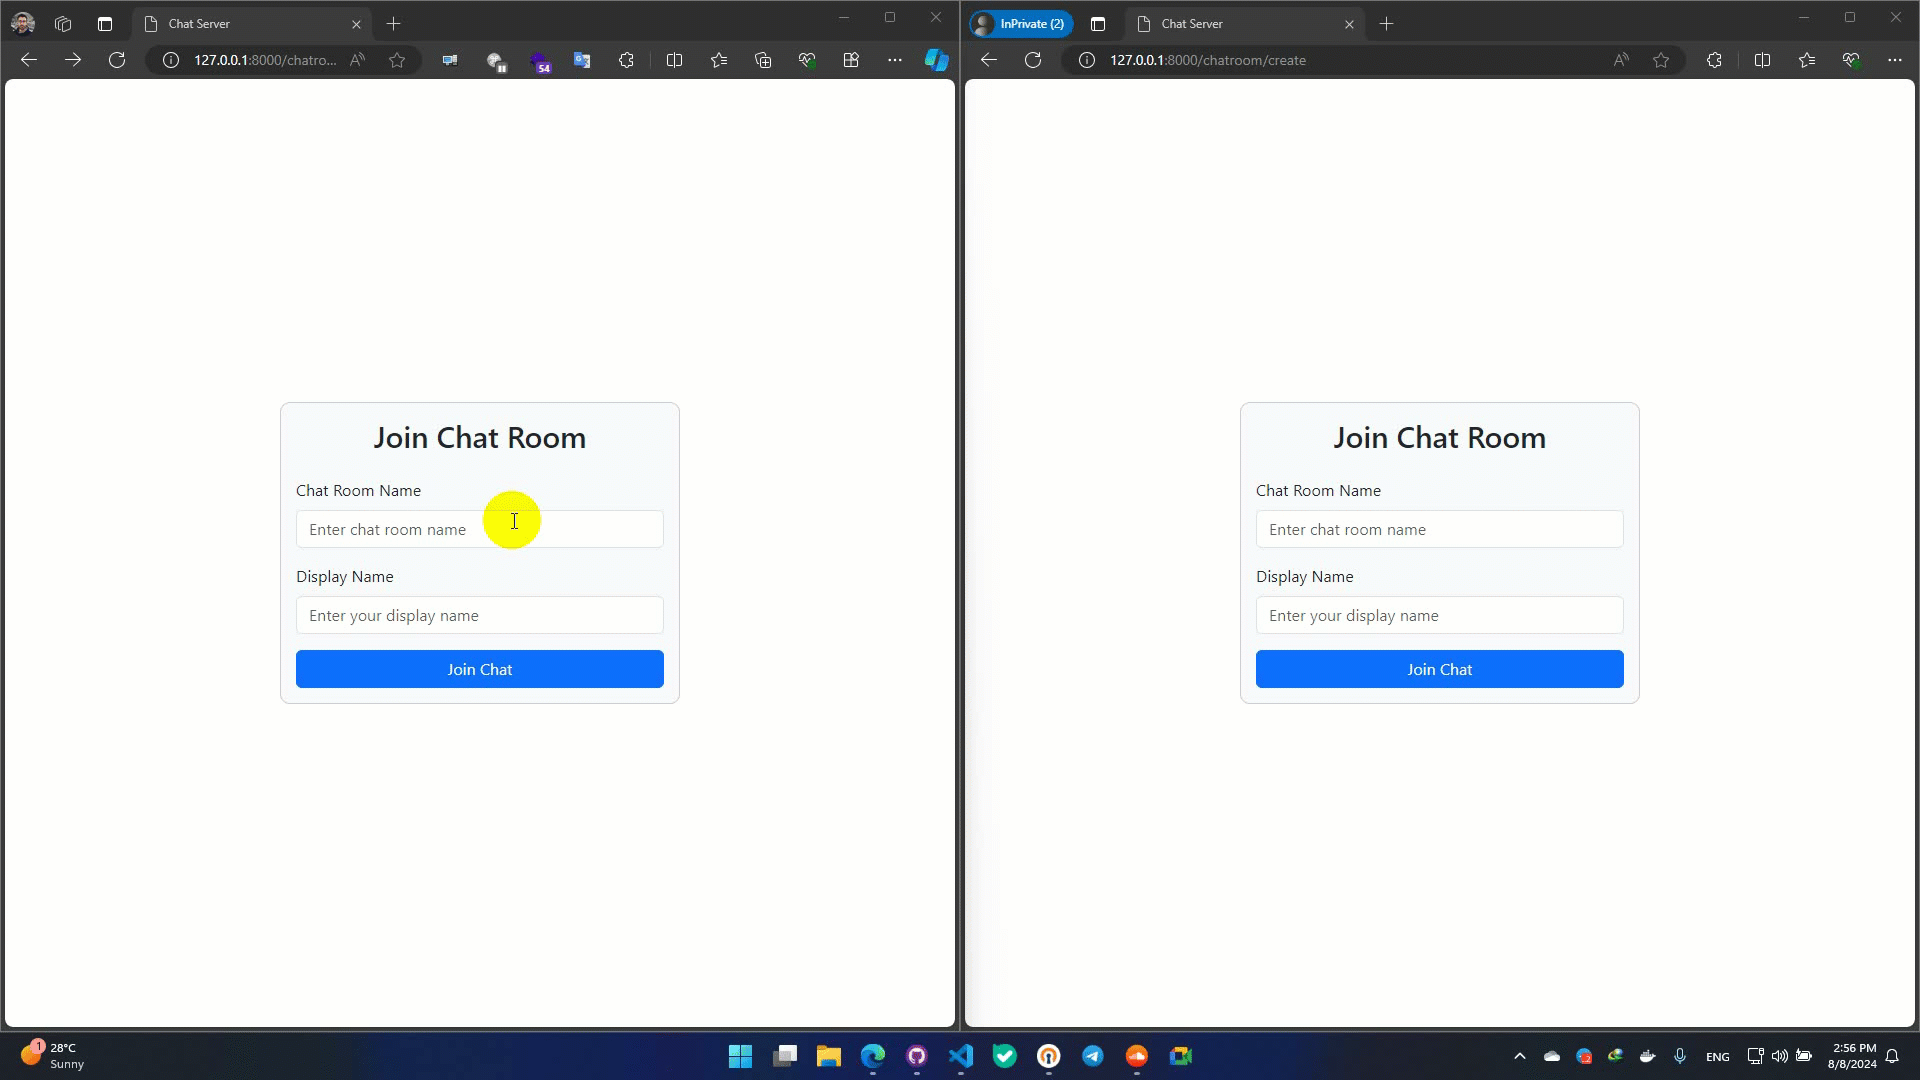 Chat Server
127.0.0.1:8000/chatro...
54
Join Chat Room
Chat Room Name
Enter chat room name
Display Name
Enter your display name
Join Chat
InPrivate (2)
Chat Server
127.0.0.1:8000/chatroom/create
Join Chat Room
Chat Room Name
Enter chat room name
Display Name
Enter your display name
Join Chat
1
28°C
Sunny
ENG
2:56 PM
8/8/2024